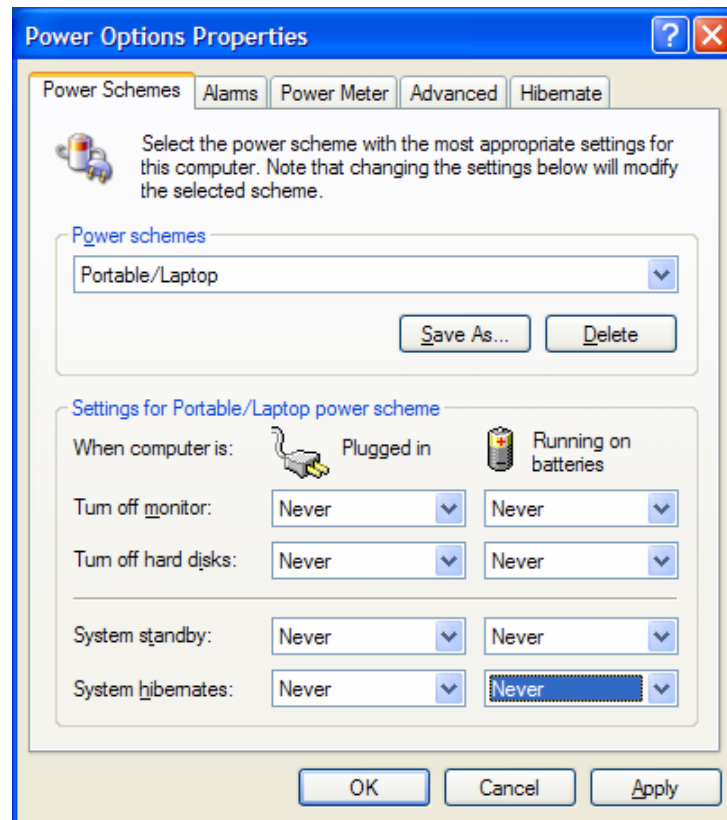 Power Options Properties
Power Schemes Alarms Power Meter Advanced Hibernate
Select the power scheme with the most appropriate settings for
this computer. Note that changing the settings below will modify
the selected scheme.
Power schemes
Portable/Laptop
Save As... Delete
Settings for Portable/Laptop power scheme
When computer is: Plugged in Running on
batteries
Turn off monitor: Never Never
Turn off hard disks: Never Never
System standby: Never Never
System hibernates: Never Never
OK Cancel Apply